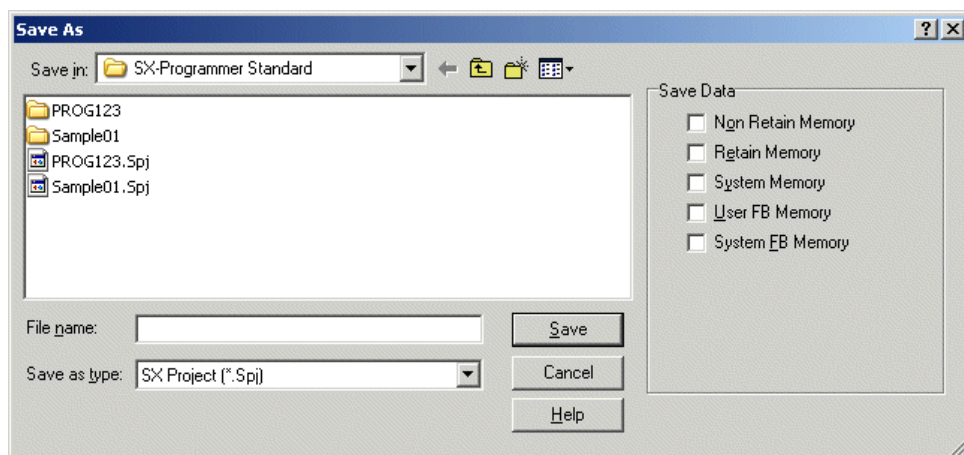 Save As
Save in: SX-Programmer Standard
PROG123
Sample01
PROG123.Spj
Sample01.Spj
File name:
Save as type: SX Project (*.Spj)
Save
Cancel
Help
Save Data
Non Retain Memory
Retain Memory
System Memory
User FB Memory
System FB Memory